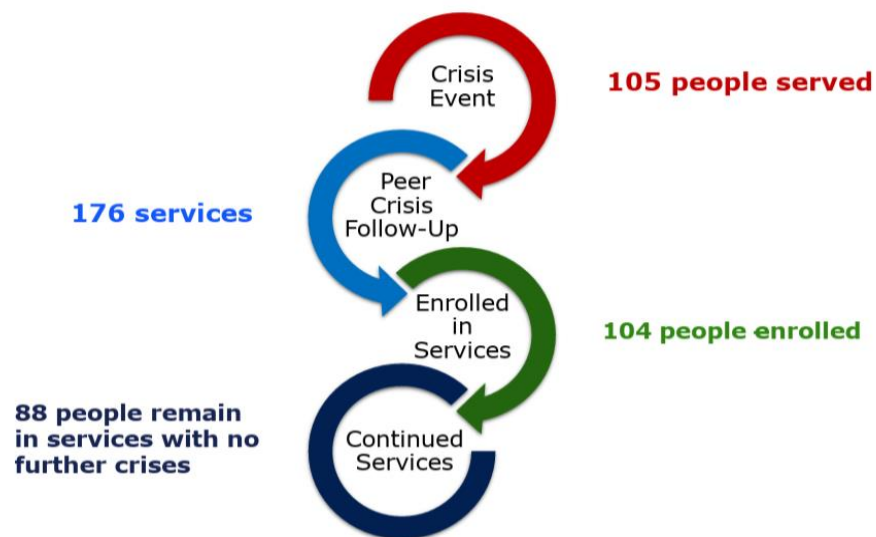 Crisis
Event
105 people served
Peer
Crisis
Follow-Up
176 services
Enrolled
in
Services
104 people enrolled
Continued
Services
88 people remain
in services with no
further crises